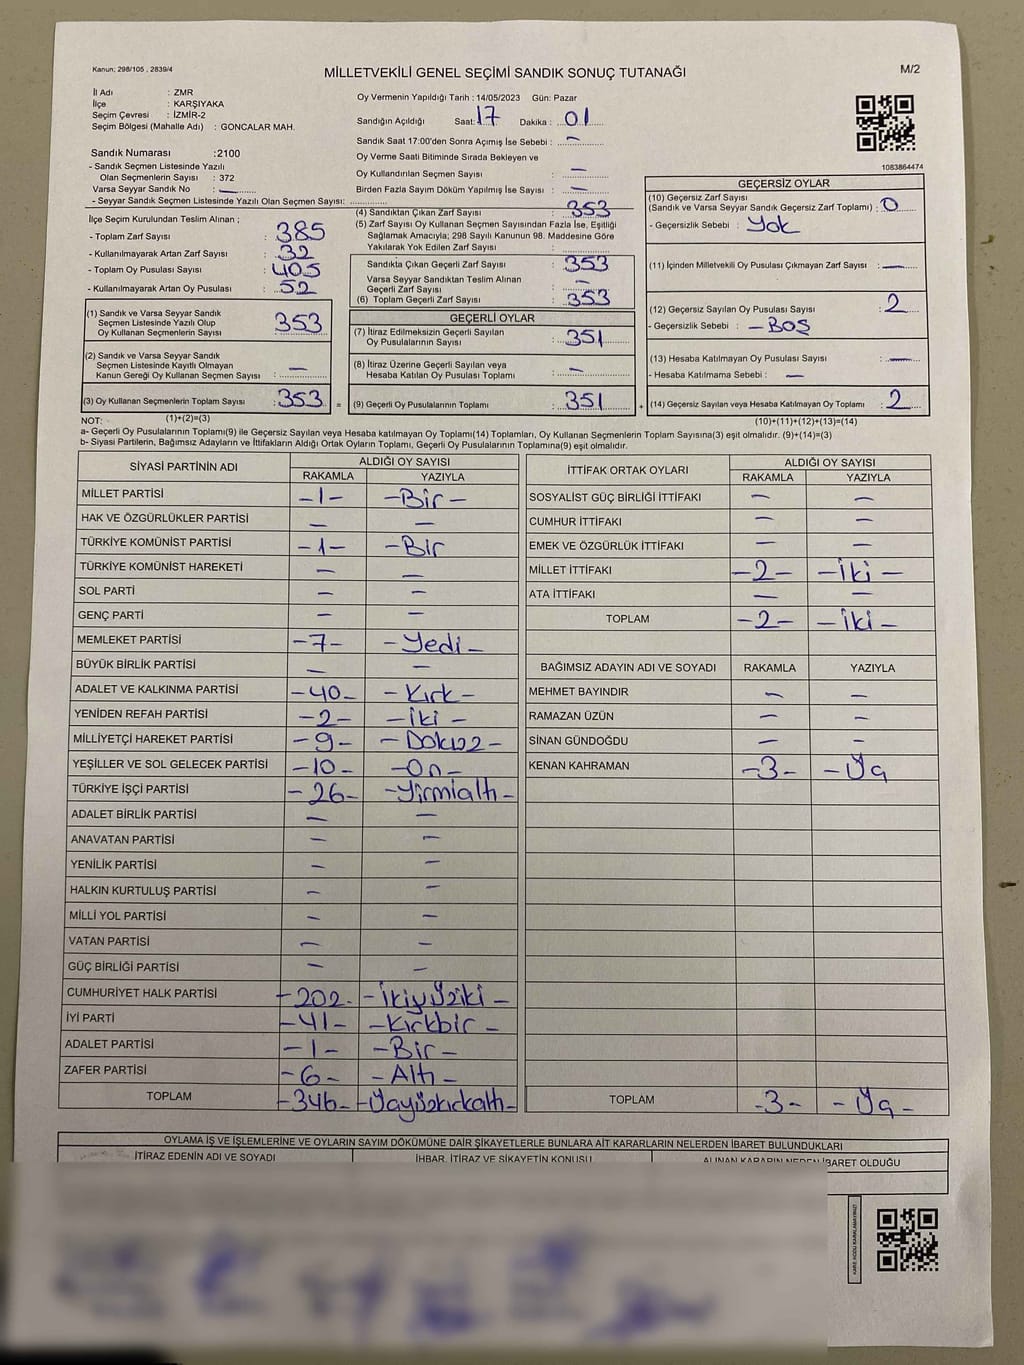 Kanun; 298/105 , 2839/4
MİLLETVEKİLİ GENEL SEÇİMİ SANDIK SONUÇ TUTANAĞI
M/2
İl Adı : ZMR
İlçe : KARŞIYAKA
Seçim Çevresi : İZMİR-2
Seçim Bölgesi (Mahalle Adı) : GONCALAR MAH.
Oy Vermenin Yapıldığı Tarih : 14/05/2023 Gün: Pazar
Sandığın Açıldığı Saat: 17 Dakika : 01
Sandık Saat 17:00'den Sonra Açımış İse Sebebi : —
Oy Verme Saati Bitiminde Sırada Bekleyen ve
Oy Kullandırılan Seçmen Sayısı : —
Birden Fazla Sayım Döküm Yapılmış İse Sayısı : —
1083864474
Sandık Numarası :2100
- Sandık Seçmen Listesinde Yazılı
Olan Seçmenlerin Sayısı : 372
Varsa Seyyar Sandık No : —
- Seyyar Sandık Seçmen Listesinde Yazılı Olan Seçmen Sayısı:
İlçe Seçim Kurulundan Teslim Alınan ;
- Toplam Zarf Sayısı : 385
- Kullanılmayarak Artan Zarf Sayısı : 32
- Toplam Oy Pusulası Sayısı : 405
- Kullanılmayarak Artan Oy Pusulası : 52
(1) Sandık ve Varsa Seyyar Sandık
Seçmen Listesinde Yazılı Olup
Oy Kullanan Seçmenlerin Sayısı : 353
(2) Sandık ve Varsa Seyyar Sandık
Seçmen Listesinde Kayıtlı Olmayan
Kanun Gereği Oy Kullanan Seçmen Sayısı : —
(3) Oy Kullanan Seçmenlerin Toplam Sayısı : 353 =
(1)+(2)=(3)
(4) Sandıktan Çıkan Zarf Sayısı : 353
(5) Zarf Sayısı Oy Kullanan Seçmen Sayısından Fazla İse, Eşitliği
Sağlamak Amacıyla; 298 Sayılı Kanunun 98. Maddesine Göre
Yakılarak Yok Edilen Zarf Sayısı :
Sandıkta Çıkan Geçerli Zarf Sayısı : 353
Varsa Seyyar Sandıktan Teslim Alınan
Geçerli Zarf Sayısı : —
(6) Toplam Geçerli Zarf Sayısı : 353
GEÇERLİ OYLAR
(7) İtiraz Edilmeksizin Geçerli Sayılan
Oy Pusulalarının Sayısı : 351
(8) İtiraz Üzerine Geçerli Sayılan veya
Hesaba Katılan Oy Pusulası Toplamı : —
(9) Geçerli Oy Pusulalarının Toplamı : 351 +
GEÇERSİZ OYLAR
(10) Geçersiz Zarf Sayısı
(Sandık ve Varsa Seyyar Sandık Geçersiz Zarf Toplamı) : 0
- Geçersizlik Sebebi : Yok
(11) İçinden Milletvekili Oy Pusulası Çıkmayan Zarf Sayısı : —
(12) Geçersiz Sayılan Oy Pusulası Sayısı : 2
- Geçersizlik Sebebi : — BOŞ
(13) Hesaba Katılmayan Oy Pusulası Sayısı : —
- Hesaba Katılmama Sebebi : —
(14) Geçersiz Sayılan veya Hesaba Katılmayan Oy Toplamı : 2
(10)+(11)+(12)+(13)=(14)
NOT:
a- Geçerli Oy Pusulalarının Toplamı(9) ile Geçersiz Sayılan veya Hesaba katılmayan Oy Toplamı(14) Toplamları, Oy Kullanan Seçmenlerin Toplam Sayısına(3) eşit olmalıdır. (9)+(14)=(3)
b- Siyasi Partilerin, Bağımsız Adayların ve İttifakların Aldığı Ortak Oyların Toplamı, Geçerli Oy Pusulalarının Toplamına(9) eşit olmalıdır.
SİYASİ PARTİNİN ADI ALDIĞI OY SAYISI
RAKAMLA YAZIYLA
MİLLET PARTİSİ -1- -Bir-
HAK VE ÖZGÜRLÜKLER PARTİSİ — —
TÜRKİYE KOMÜNİST PARTİSİ -1- -Bir
TÜRKİYE KOMÜNİST HAREKETİ — —
SOL PARTİ — —
GENÇ PARTİ — —
MEMLEKET PARTİSİ -7- -Yedi-
BÜYÜK BİRLİK PARTİSİ — —
ADALET VE KALKINMA PARTİSİ -40- -Kırk-
YENİDEN REFAH PARTİSİ -2- -İki-
MİLLİYETÇİ HAREKET PARTİSİ -9- -Dokuz-
YEŞİLLER VE SOL GELECEK PARTİSİ -10- -On-
TÜRKİYE İŞÇİ PARTİSİ -26- -Yirmialtı-
ADALET BİRLİK PARTİSİ — —
ANAVATAN PARTİSİ — —
YENİLİK PARTİSİ — —
HALKIN KURTULUŞ PARTİSİ — —
MİLLİ YOL PARTİSİ — —
VATAN PARTİSİ — —
GÜÇ BİRLİĞİ PARTİSİ — —
CUMHURİYET HALK PARTİSİ -202- -İkiyüziki-
İYİ PARTİ -41- -Kırkbir-
ADALET PARTİSİ -1- -Bir-
ZAFER PARTİSİ -6- -Altı-
TOPLAM -346- -Üçyüzkırkaltı-
İTTİFAK ORTAK OYLARI ALDIĞI OY SAYISI
RAKAMLA YAZIYLA
SOSYALİST GÜÇ BİRLİĞİ İTTİFAKI — —
CUMHUR İTTİFAKI — —
EMEK VE ÖZGÜRLÜK İTTİFAKI — —
MİLLET İTTİFAKI -2- -İki-
ATA İTTİFAKI — —
TOPLAM -2- -İki-
BAĞIMSIZ ADAYIN ADI VE SOYADI RAKAMLA YAZIYLA
MEHMET BAYINDIR — —
RAMAZAN ÜZÜN — —
SİNAN GÜNDOĞDU — —
KENAN KAHRAMAN -3- -Üç
TOPLAM -3- -Üç-
OYLAMA İŞ VE İŞLEMLERİNE VE OYLARIN SAYIM DÖKÜMÜNE DAİR ŞİKAYETLERLE BUNLARA AİT KARARLARIN NELERDEN İBARET BULUNDUKLARI
İTİRAZ EDENİN ADI VE SOYADI İHBAR, İTİRAZ VE ŞİKAYETİN KONUSU ALINAN KARARIN NEDEN İBARET OLDUĞU